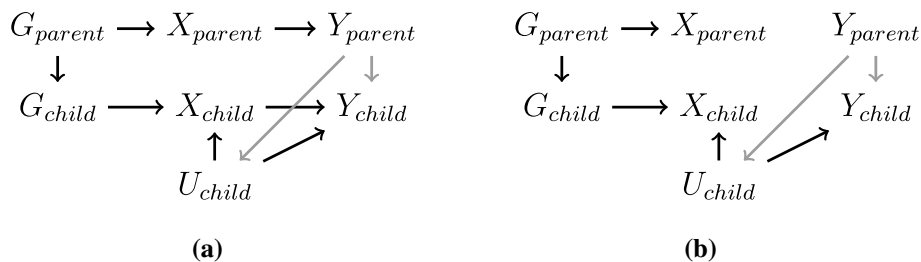 G_parent → X_parent → Y_parent G_parent → X_parent Y_parent
G_child → X_child → Y_child G_child → X_child Y_child
U_child U_child
(a) (b)